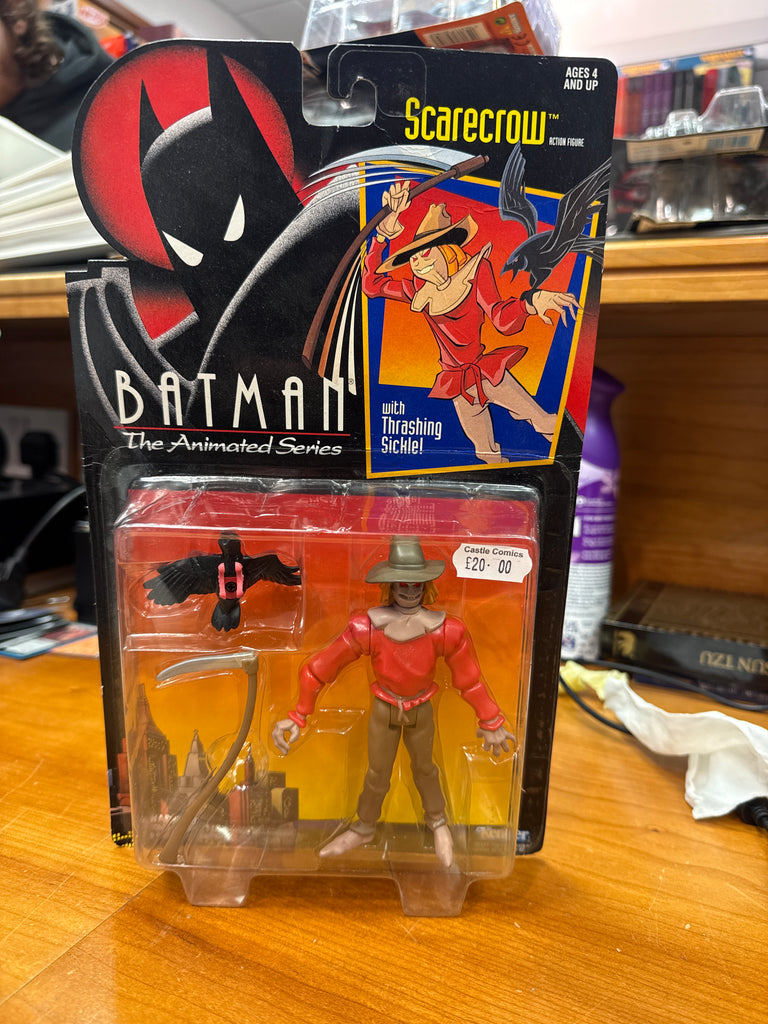 AGES 4
AND UP
Scarecrow™
ACTION FIGURE
BATMAN®
The Animated Series
with
Thrashing
Sickle!
Castle Comics
£20.00
SUN TZU